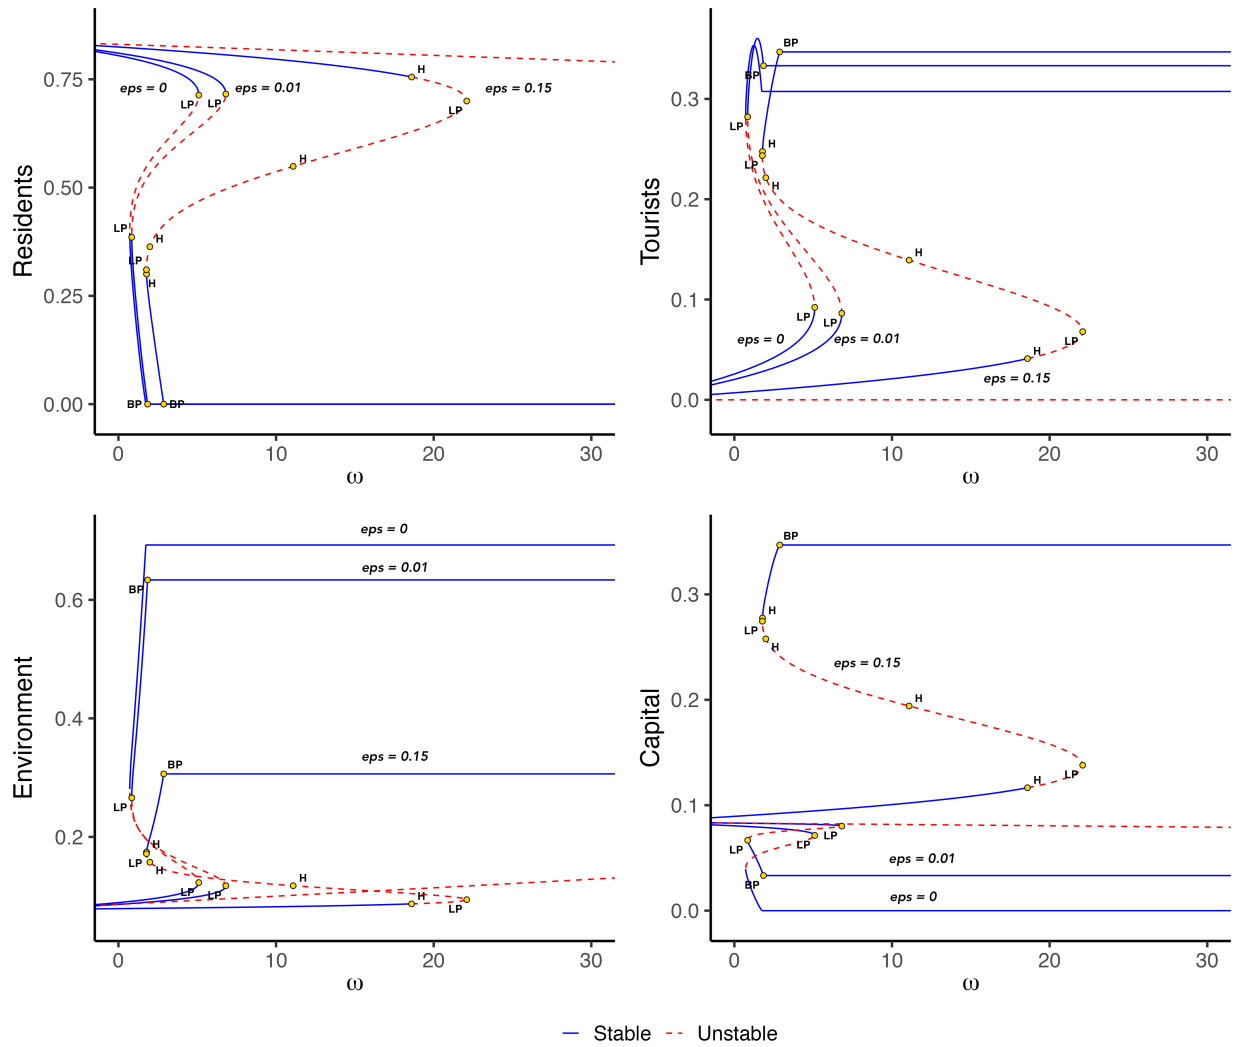 Residents
0.75
0.50
0.25
0.00
eps = 0
eps = 0.01
eps = 0.15
LP
LP
H
LP
H
LP
H
LP
H
BP
BP
0
10
20
30
ω
Tourists
0.3
0.2
0.1
0.0
BP
BP
LP
H
LP
H
H
LP
LP
LP
H
eps = 0
eps = 0.01
eps = 0.15
0
10
20
30
ω
Environment
0.6
0.4
0.2
eps = 0
eps = 0.01
BP
BP
eps = 0.15
LP
H
LP
H
LP
LP
H
H
LP
0
10
20
30
ω
Capital
0.3
0.2
0.1
0.0
BP
H
LP
H
eps = 0.15
H
LP
H
LP
LP
BP
eps = 0.01
eps = 0
0
10
20
30
ω
Stable
Unstable